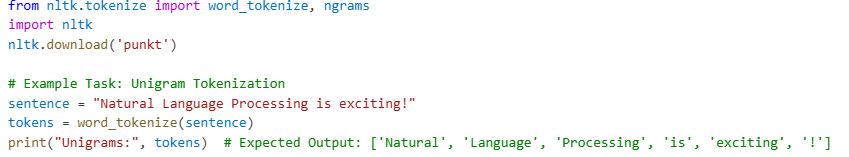 from nltk.tokenize import word_tokenize, ngrams
import nltk
nltk.download('punkt')
# Example Task: Unigram Tokenization
sentence = "Natural Language Processing is exciting!"
tokens = word_tokenize(sentence)
print("Unigrams:", tokens)  # Expected Output: ['Natural', 'Language', 'Processing', 'is', 'exciting', '!']